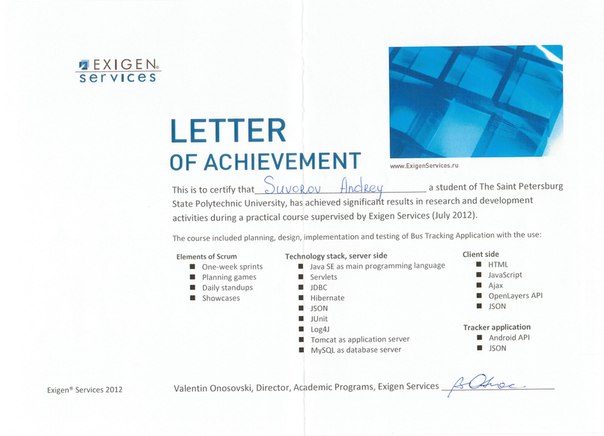 EXIGEN®
services
LETTER
OF ACHIEVEMENT
www.ExigenServices.ru
This is to certify that Suvorov Andrey a student of The Saint Petersburg
State Polytechnic University, has achieved significant results in research and development
activities during a practical course supervised by Exigen Services (July 2012).
The course included planning, design, implementation and testing of Bus Tracking Application with the use:
Elements of Scrum
One-week sprints
Planning games
Daily standups
Showcases
Technology stack, server side
Java SE as main programming language
Servlets
JDBC
Hibernate
JSON
JUnit
Log4J
Tomcat as application server
MySQL as database server
Client side
HTML
JavaScript
Ajax
OpenLayers API
JSON
Tracker application
Android API
JSON
Exigen® Services 2012
Valentin Onosovski, Director, Academic Programs, Exigen Services